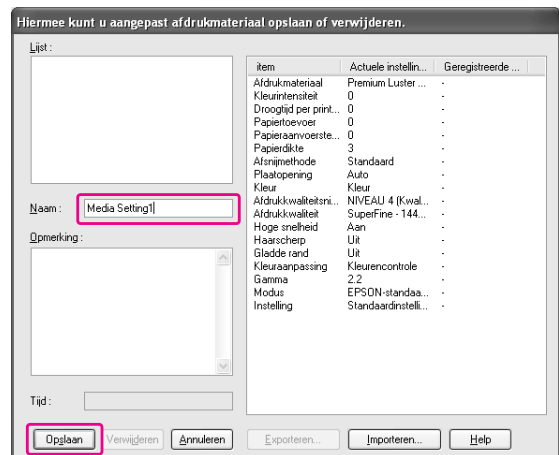 Hiermee kunt u aangepast afdrukmateriaal opslaan of verwijderen.
Lijst :
Naam : Media Setting1
Opmerking :
Tijd :
item Actuele instellin... Geregistreerde ...
Afdrukmateriaal Premium Luster ... -
Kleurintensiteit 0 -
Droogtijd per print... 0 -
Papiertoevoer 0 -
Papieraanvoerste... 0 -
Papierdikte 3 -
Afsnijmethode Standaard -
Plaatopening Auto -
Kleur Kleur -
Afdrukkwaliteitsni... NIVEAU 4 (Kwal... -
Afdrukkwaliteit SuperFine - 144... -
Hoge snelheid Aan -
Haarscherp Uit -
Gladde rand Uit -
Kleuraanpassing Kleurencontrole -
Gamma 2.2 -
Modus EPSON-standaa... -
Instelling Standaardinstelli... -
Opslaan Verwijderen Annuleren Exporteren... Importeren... Help